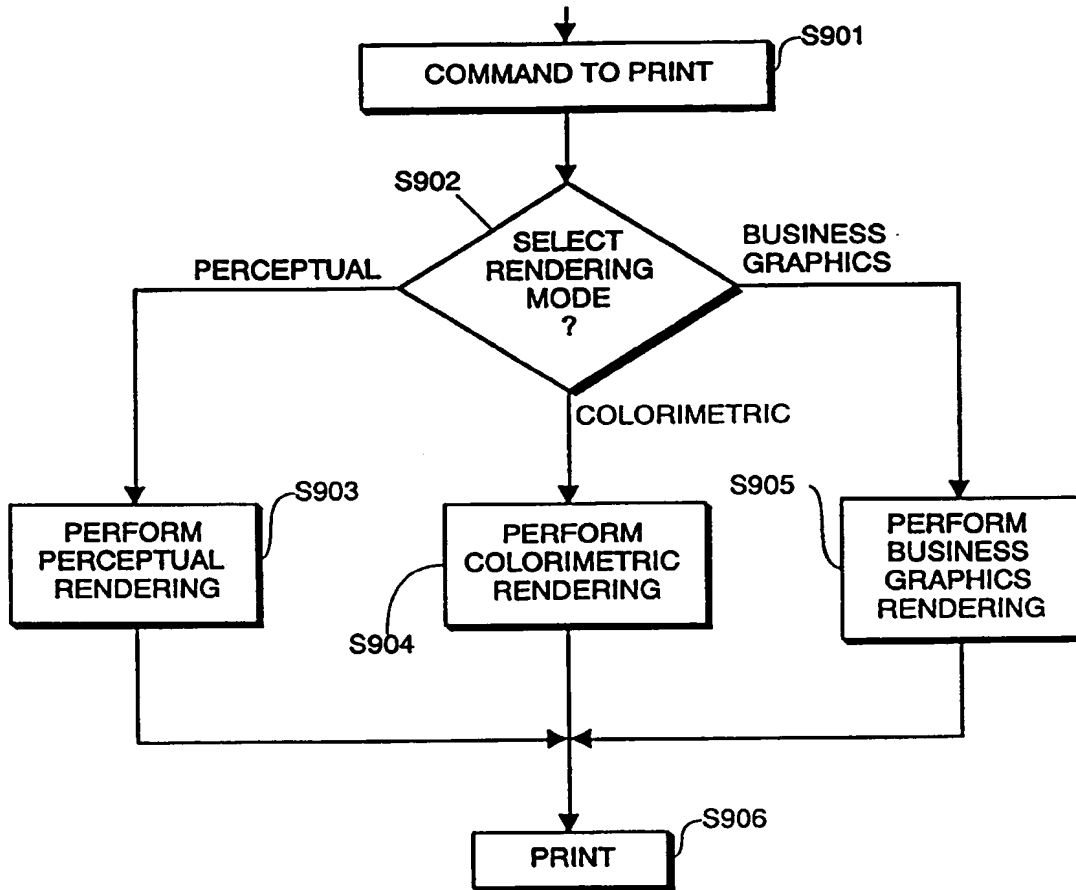 S901
COMMAND TO PRINT
S902
SELECT
RENDERING
MODE
?
PERCEPTUAL
BUSINESS
GRAPHICS
COLORIMETRIC
S903
PERFORM
PERCEPTUAL
RENDERING
S904
PERFORM
COLORIMETRIC
RENDERING
S905
PERFORM
BUSINESS
GRAPHICS
RENDERING
S906
PRINT